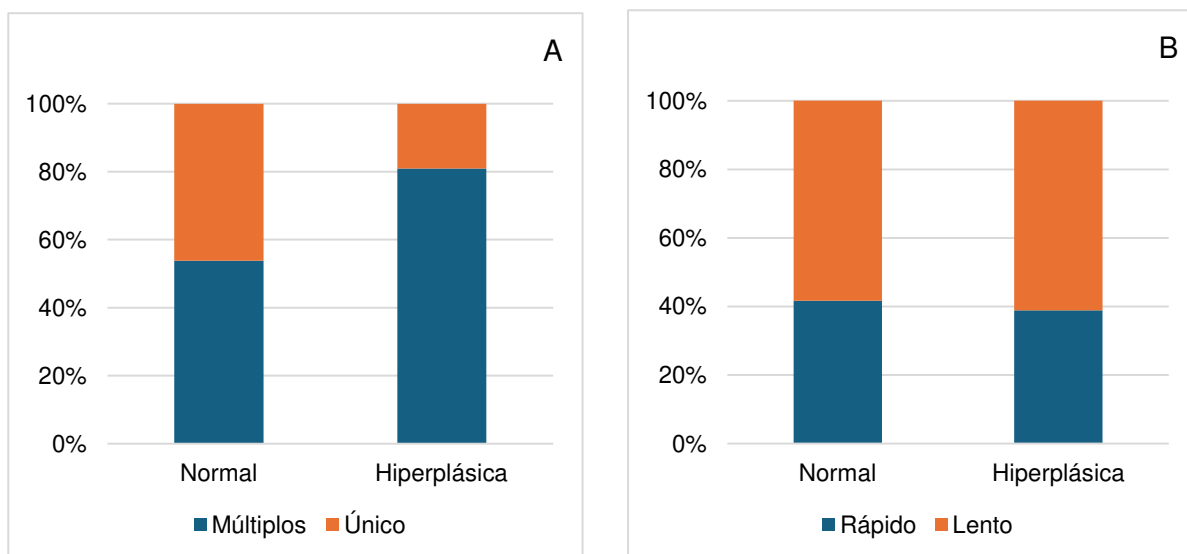 A
100%
80%
60%
40%
20%
0%
Normal Hiperplásica
Múltiplos Único
B
100%
80%
60%
40%
20%
0%
Normal Hiperplásica
Rápido Lento